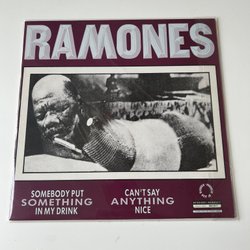 RAMONES
SOMEBODY PUT
SOMETHING
IN MY DRINK
CAN'T SAY
ANYTHING
NICE